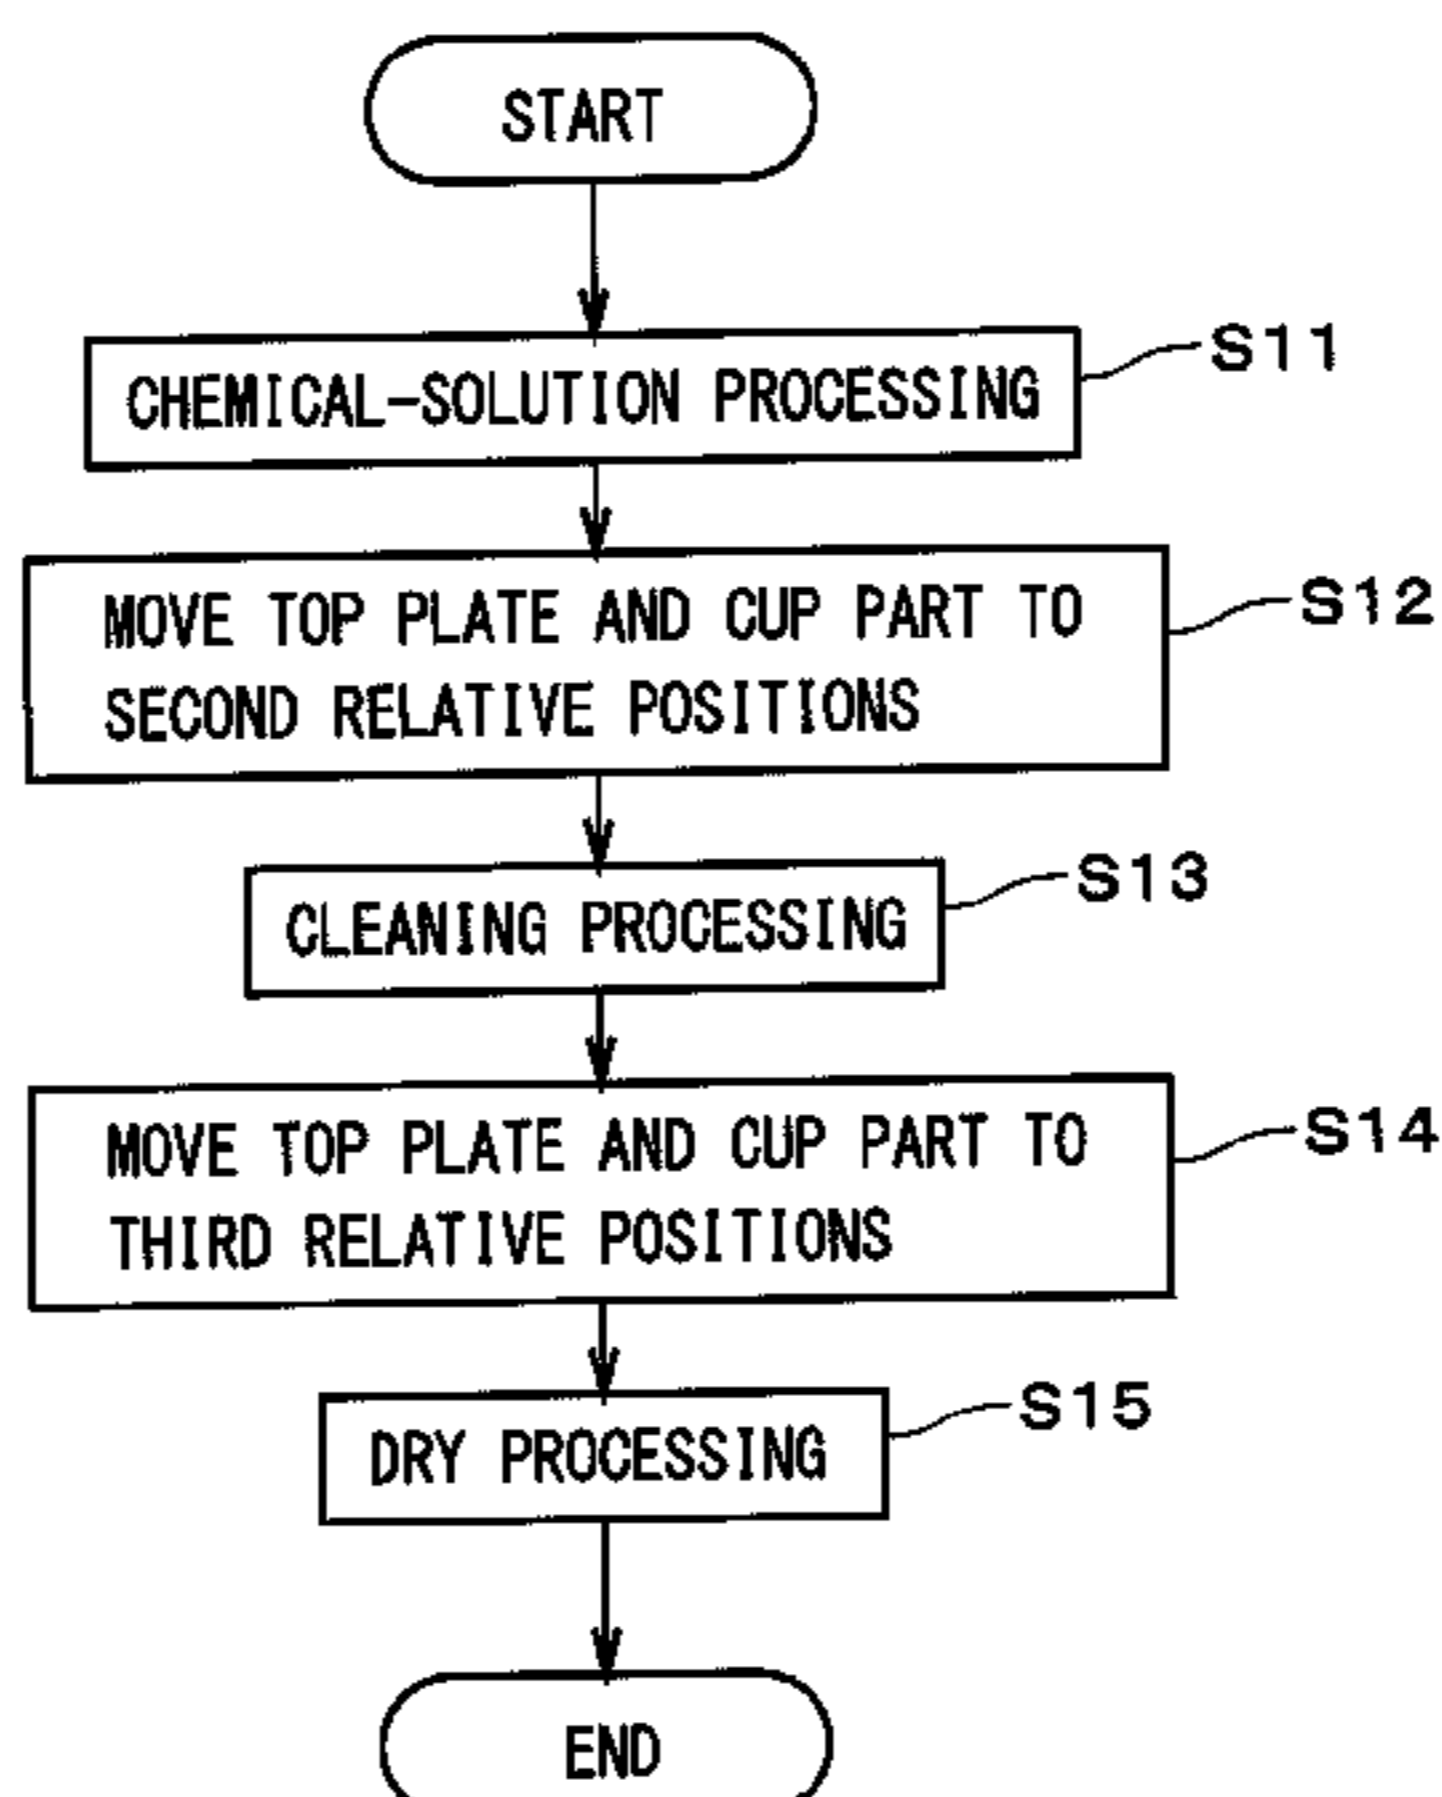 START
CHEMICAL-SOLUTION PROCESSING
S11
MOVE TOP PLATE AND CUP PART TO
SECOND RELATIVE POSITIONS
S12
CLEANING PROCESSING
S13
MOVE TOP PLATE AND CUP PART TO
THIRD RELATIVE POSITIONS
S14
DRY PROCESSING
S15
END